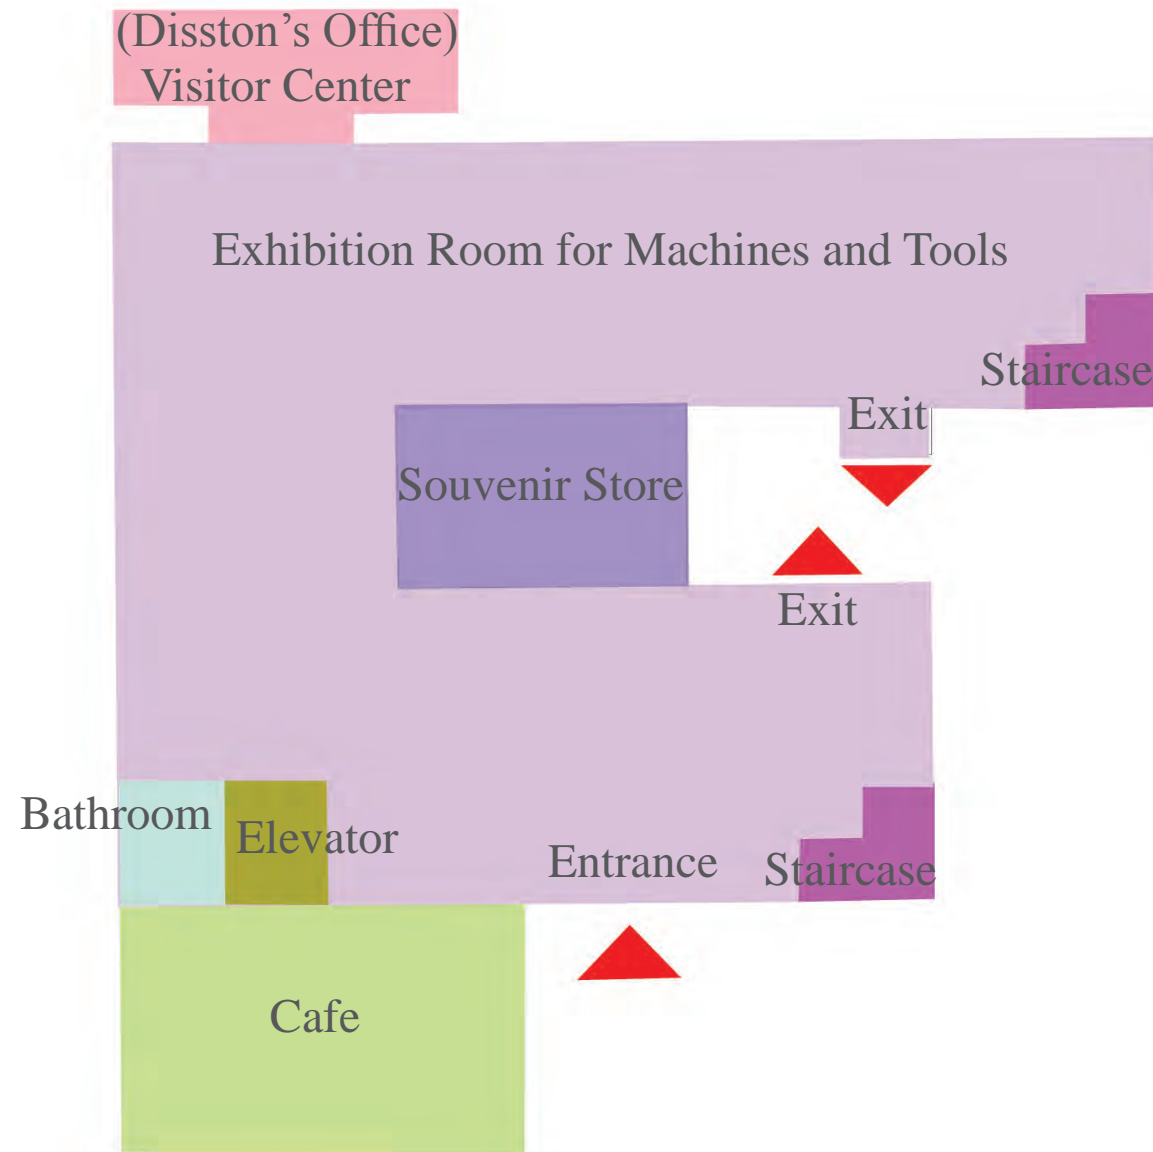 (Disston’s Office)
Visitor Center
Exhibition Room for Machines and Tools
Staircase
Exit
Souvenir Store
Exit
Bathroom
Elevator
Entrance
Staircase
Cafe